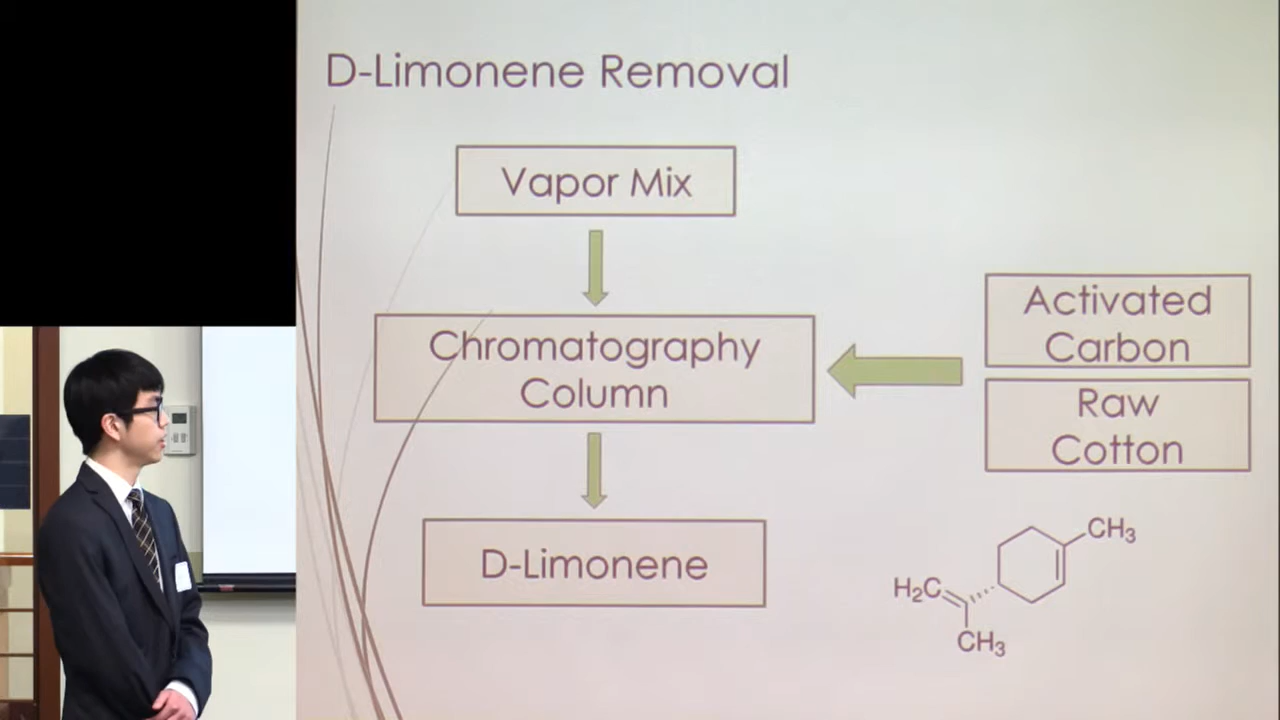 D-Limonene Removal
Vapor Mix
Chromatography
Column
Activated
Carbon
Raw
Cotton
D-Limonene
CH3
H2C
CH3